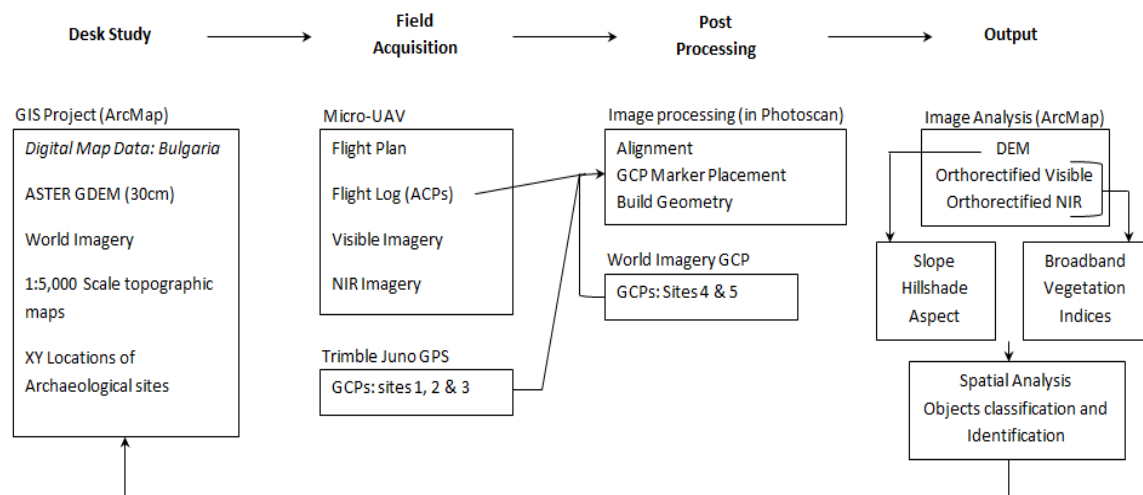 Desk Study
Field
Acquisition
Post
Processing
Output
GIS Project (ArcMap)
Digital Map Data: Bulgaria
ASTER GDEM (30cm)
World Imagery
1:5,000 Scale topographic
maps
XY Locations of
Archaeological sites
Micro-UAV
Flight Plan
Flight Log (ACPs)
Visible Imagery
NIR Imagery
Trimble Juno GPS
GCPs: sites 1, 2 & 3
Image processing (in Photoscan)
Alignment
GCP Marker Placement
Build Geometry
World Imagery GCP
GCPs: Sites 4 & 5
Image Analysis (ArcMap)
DEM
Orthorectified Visible
Orthorectified NIR
Slope
Hillshade
Aspect
Broadband
Vegetation
Indices
Spatial Analysis
Objects classification and
Identification